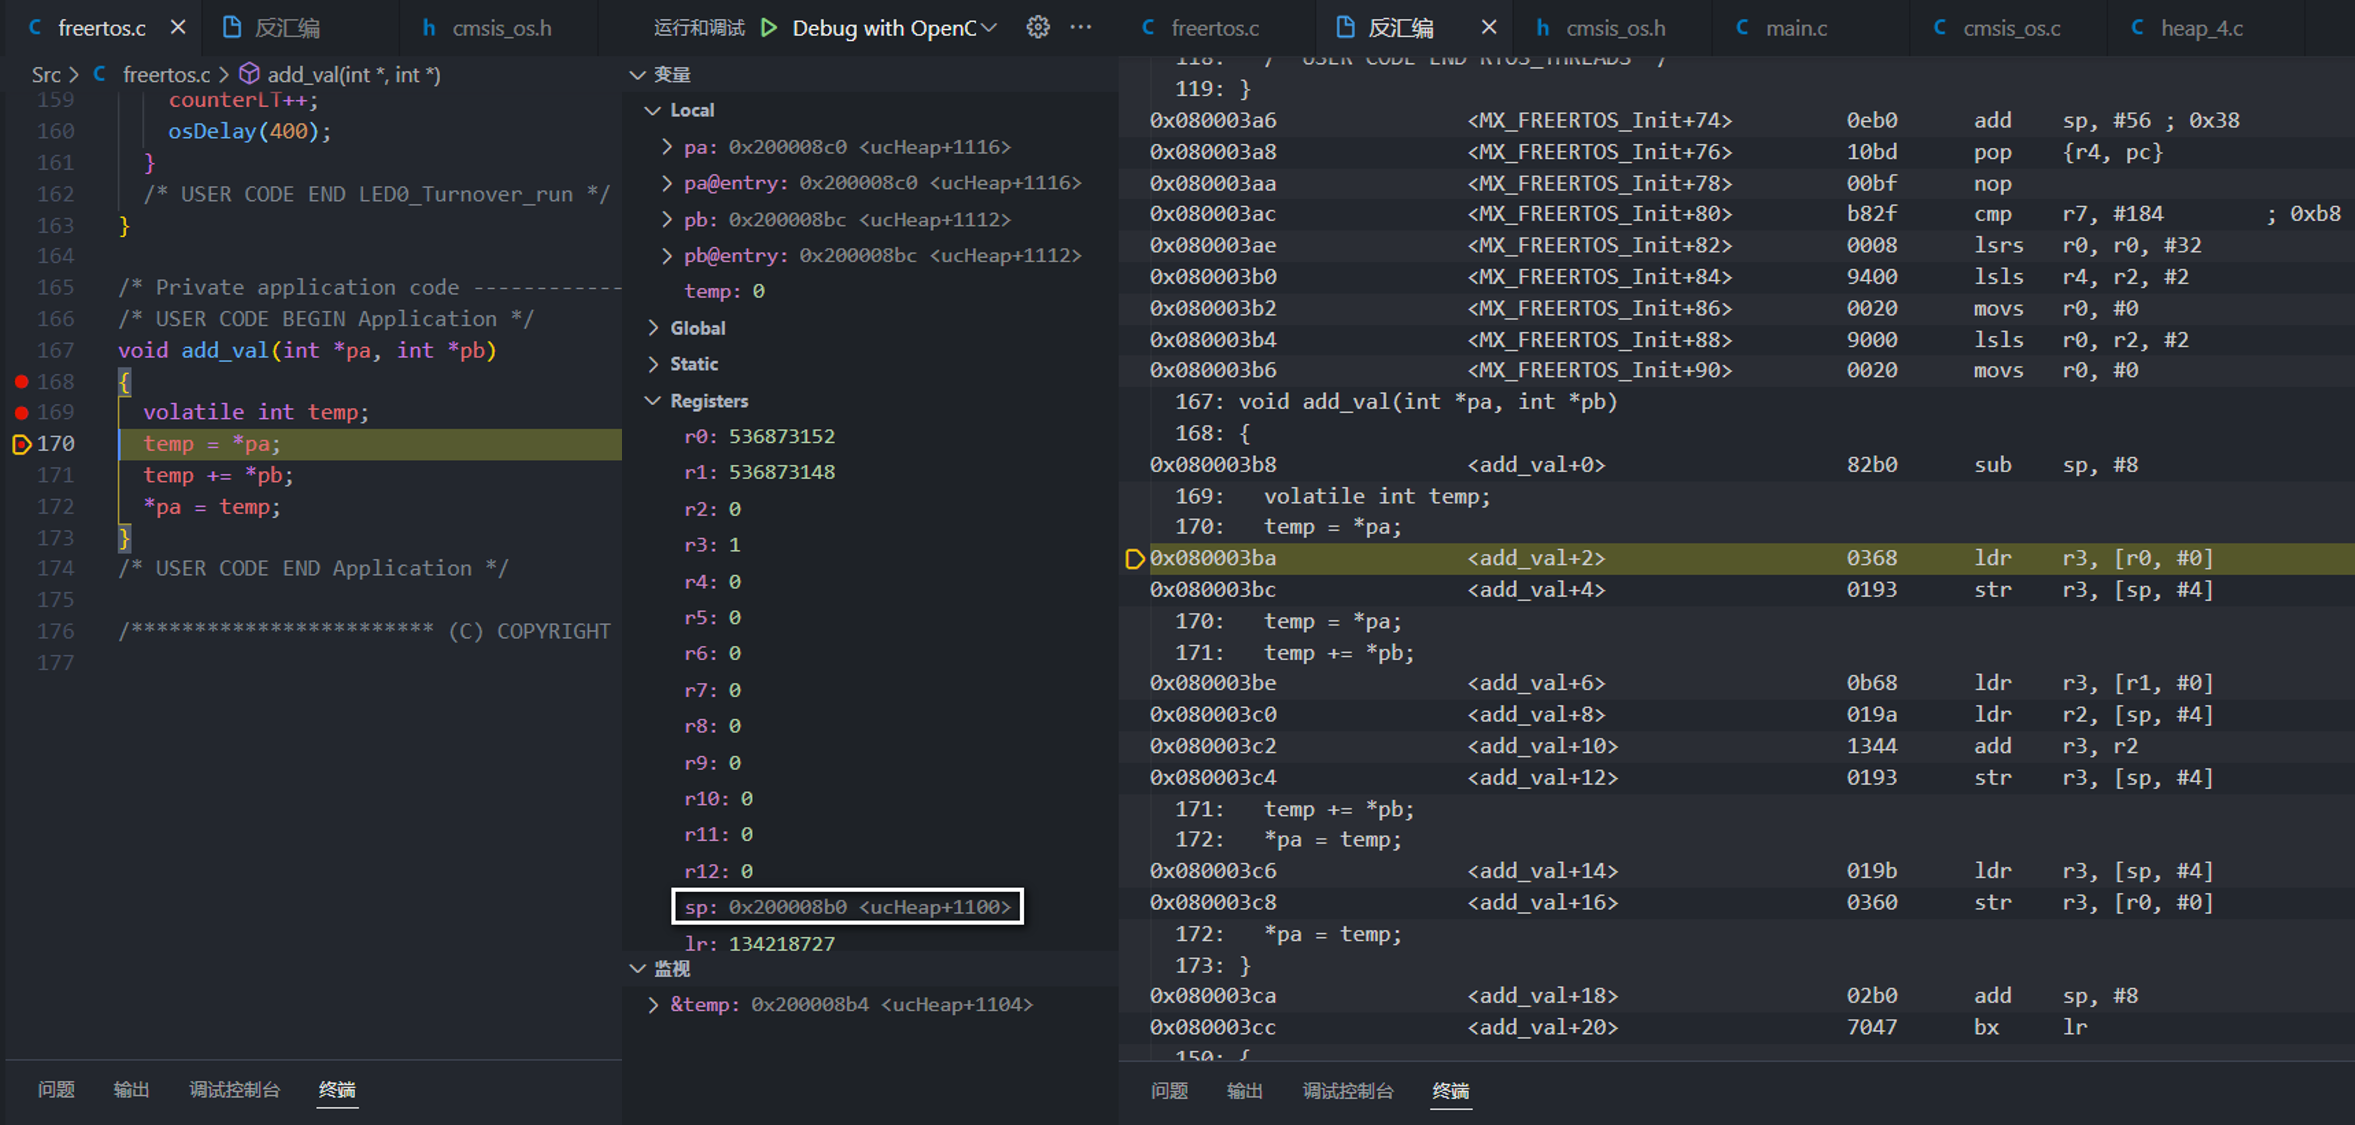 freertos.c
反汇编
cmsis_os.h
Src > C freertos.c > add_val(int *, int *)
159 counterLT++;
160 osDelay(400);
161 }
162 /* USER CODE END LED0_Turnover_run */
163 }
164
165 /* Private application code ------------
166 /* USER CODE BEGIN Application */
167 void add_val(int *pa, int *pb)
168 {
169 volatile int temp;
170 temp = *pa;
171 temp += *pb;
172 *pa = temp;
173 }
174 /* USER CODE END Application */
175
176 /************************ (C) COPYRIGHT
177
问题 输出 调试控制台 终端
运行和调试 Debug with OpenC
变量
Local
pa: 0x200008c0 <ucHeap+1116>
pa@entry: 0x200008c0 <ucHeap+1116>
pb: 0x200008bc <ucHeap+1112>
pb@entry: 0x200008bc <ucHeap+1112>
temp: 0
Global
Static
Registers
r0: 536873152
r1: 536873148
r2: 0
r3: 1
r4: 0
r5: 0
r6: 0
r7: 0
r8: 0
r9: 0
r10: 0
r11: 0
r12: 0
sp: 0x200008b0 <ucHeap+1100>
lr: 134218727
监视
&temp: 0x200008b4 <ucHeap+1104>
freertos.c
反汇编
cmsis_os.h
main.c
cmsis_os.c
heap_4.c
118: /* USER CODE END RTOS_THREADS */
119: }
0x080003a6 <MX_FREERTOS_Init+74> 0eb0 add sp, #56 ; 0x38
0x080003a8 <MX_FREERTOS_Init+76> 10bd pop {r4, pc}
0x080003aa <MX_FREERTOS_Init+78> 00bf nop
0x080003ac <MX_FREERTOS_Init+80> b82f cmp r7, #184 ; 0xb8
0x080003ae <MX_FREERTOS_Init+82> 0008 lsrs r0, r0, #32
0x080003b0 <MX_FREERTOS_Init+84> 9400 lsls r4, r2, #2
0x080003b2 <MX_FREERTOS_Init+86> 0020 movs r0, #0
0x080003b4 <MX_FREERTOS_Init+88> 9000 lsls r0, r2, #2
0x080003b6 <MX_FREERTOS_Init+90> 0020 movs r0, #0
167: void add_val(int *pa, int *pb)
168: {
0x080003b8 <add_val+0> 82b0 sub sp, #8
169: volatile int temp;
170: temp = *pa;
0x080003ba <add_val+2> 0368 ldr r3, [r0, #0]
0x080003bc <add_val+4> 0193 str r3, [sp, #4]
170: temp = *pa;
171: temp += *pb;
0x080003be <add_val+6> 0b68 ldr r3, [r1, #0]
0x080003c0 <add_val+8> 019a ldr r2, [sp, #4]
0x080003c2 <add_val+10> 1344 add r3, r2
0x080003c4 <add_val+12> 0193 str r3, [sp, #4]
171: temp += *pb;
172: *pa = temp;
0x080003c6 <add_val+14> 019b ldr r3, [sp, #4]
0x080003c8 <add_val+16> 0360 str r3, [r0, #0]
172: *pa = temp;
173: }
0x080003ca <add_val+18> 02b0 add sp, #8
0x080003cc <add_val+20> 7047 bx lr
150: {
问题 输出 调试控制台 终端